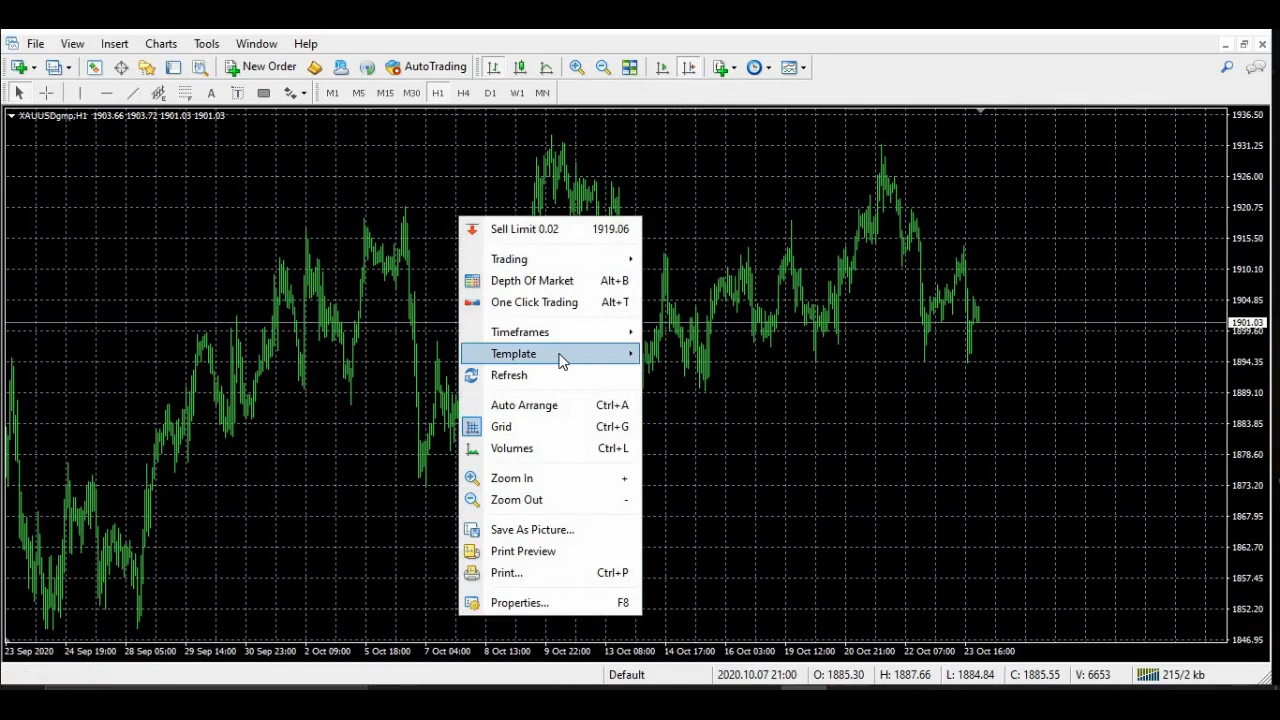 File View Insert Charts Tools Window Help
New Order AutoTrading
A T M1 M5 M15 M30 H1 H4 D1 W1 MN
XAUUSDgmp,H1 1903.66 1903.72 1901.03 1901.03
1936.50
1931.25
1926.00
1920.75
1915.50
1910.10
1904.85
1901.03
1899.60
1894.35
1889.10
1883.85
1878.60
1873.20
1867.95
1862.70
1857.45
1852.20
1846.95
Sell Limit 0.02 1919.06
Trading
Depth Of Market Alt+B
One Click Trading Alt+T
Timeframes
Template
Refresh
Auto Arrange Ctrl+A
Grid Ctrl+G
Volumes Ctrl+L
Zoom In +
Zoom Out -
Save As Picture...
Print Preview
Print... Ctrl+P
Properties... F8
23 Sep 2020 24 Sep 19:00 28 Sep 05:00 29 Sep 14:00 30 Sep 23:00 2 Oct 09:00 5 Oct 18:00 7 Oct 04:00 8 Oct 13:00 9 Oct 22:00 13 Oct 08:00 14 Oct 17:00 16 Oct 03:00 19 Oct 12:00 20 Oct 21:00 22 Oct 07:00 23 Oct 16:00
Default 2020.10.07 21:00 O: 1885.30 H: 1887.66 L: 1884.84 C: 1885.55 V: 6653 215/2 kb